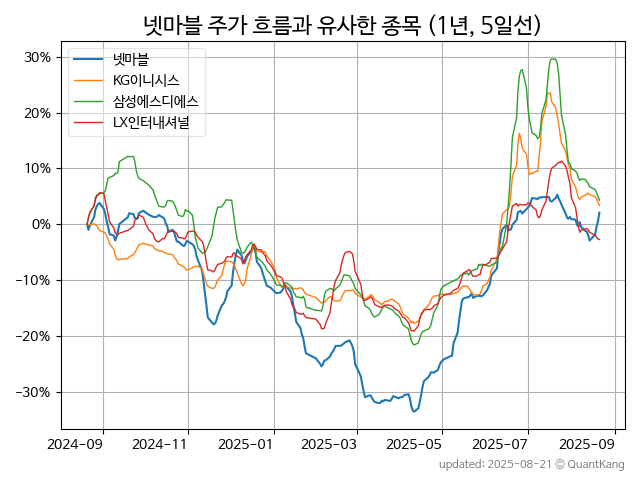 넷마블 주가 흐름과 유사한 종목 (1년, 5일선)
넷마블
KG이니시스
삼성에스디에스
LX인터내셔널
30%
20%
10%
0%
−10%
−20%
−30%
2024-09 2024-11 2025-01 2025-03 2025-05 2025-07 2025-09
updated: 2025-08-21 © QuantKang